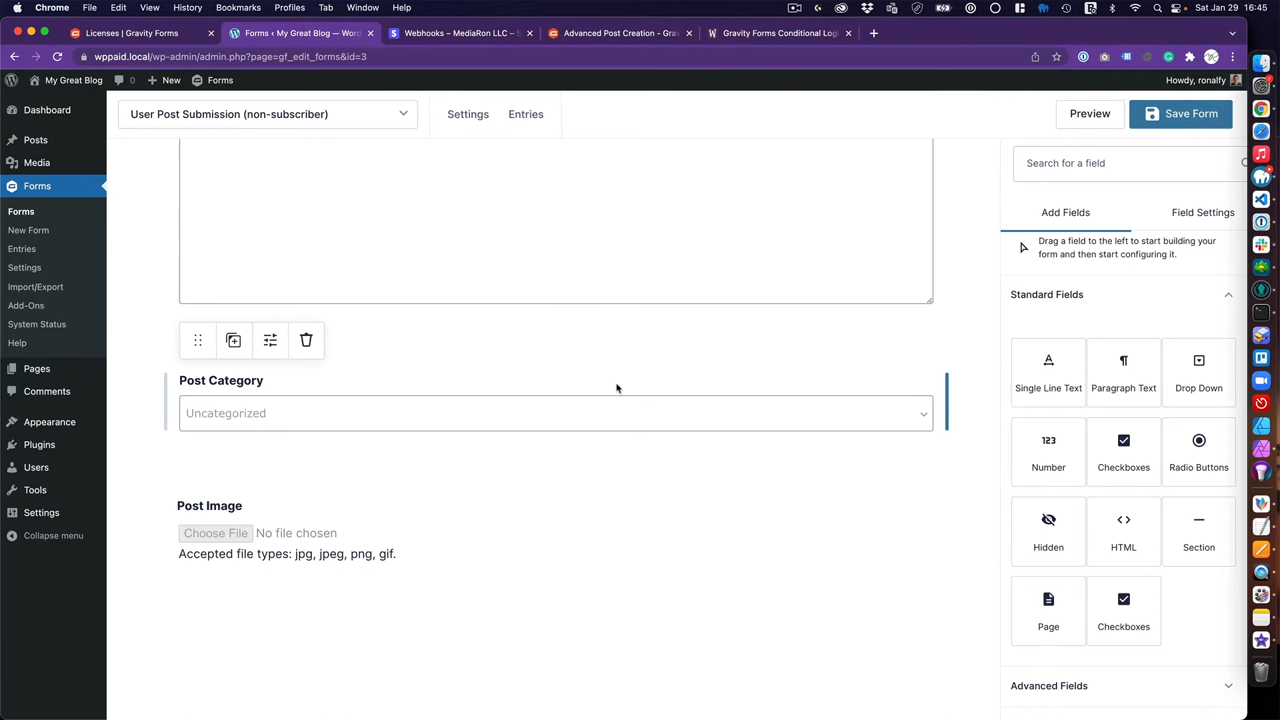 Chrome File Edit View History Bookmarks Profiles Tab Window Help
Sat Jan 29 16:45
Licenses | Gravity Forms
Forms ‹ My Great Blog — Word
Webhooks – MediaRon LLC – S
Advanced Post Creation - Grav
Gravity Forms Conditional Logi
wppaid.local/wp-admin/admin.php?page=gf_edit_forms&id=3
My Great Blog 0 New Forms
Howdy, ronalfy
Dashboard
Posts
Media
Forms
Forms
New Form
Entries
Settings
Import/Export
Add-Ons
System Status
Help
Pages
Comments
Appearance
Plugins
Users
Tools
Settings
Collapse menu
User Post Submission (non-subscriber)
Settings
Entries
Preview
Save Form
Post Category
Uncategorized
Post Image
Choose File No file chosen
Accepted file types: jpg, jpeg, png, gif.
Search for a field
Add Fields
Field Settings
Drag a field to the left to start building your
form and then start configuring it.
Standard Fields
Single Line Text
Paragraph Text
Drop Down
123
Number
Checkboxes
Radio Buttons
Hidden
HTML
Section
Page
Checkboxes
Advanced Fields